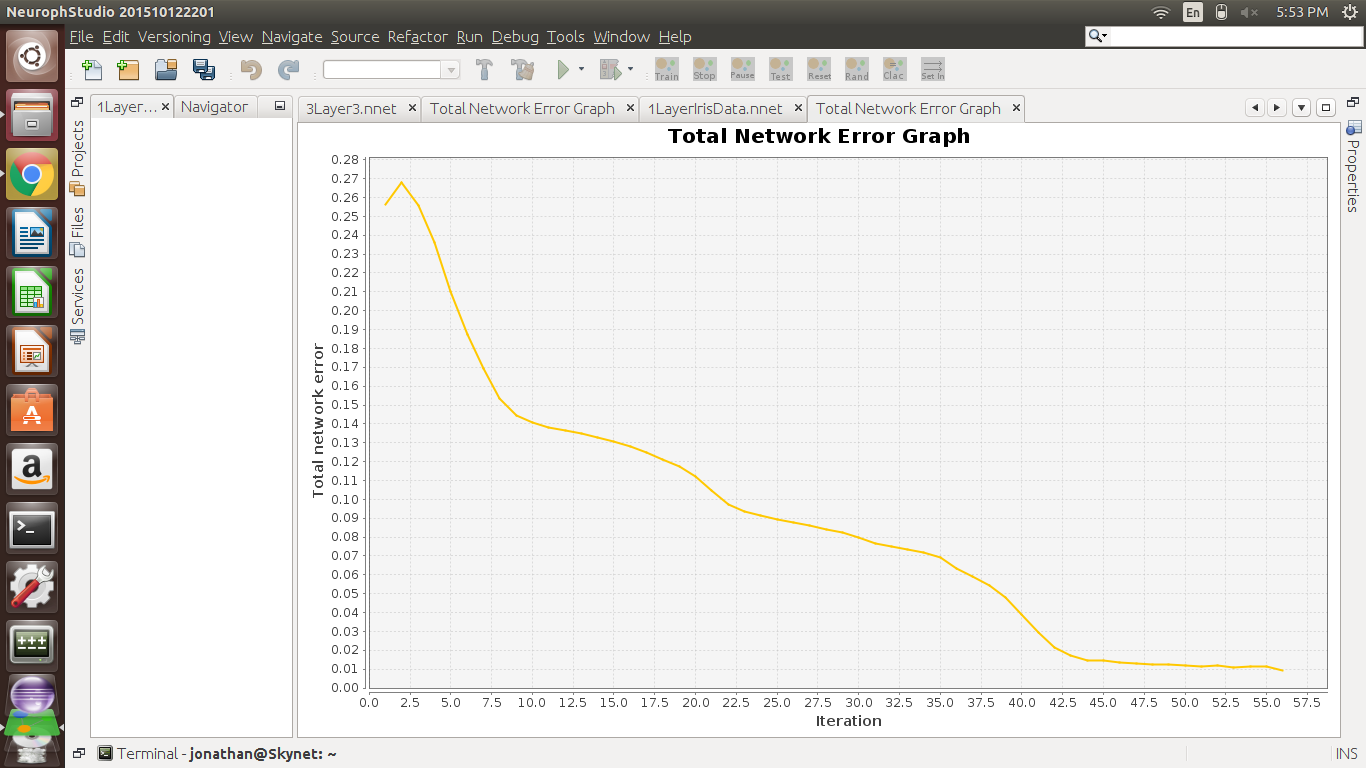 NeurophStudio 201510122201
En
5:53 PM
File Edit Versioning View Navigate Source Refactor Run Debug Tools Window Help
Train Stop Pause Test Reset Rand Clac Set In
1Layer... Navigator
3Layer3.nnet Total Network Error Graph 1LayerIrisData.nnet Total Network Error Graph
Projects
Files
Services
Properties
Total Network Error Graph
Total network error
0.28
0.27
0.26
0.25
0.24
0.23
0.22
0.21
0.20
0.19
0.18
0.17
0.16
0.15
0.14
0.13
0.12
0.11
0.10
0.09
0.08
0.07
0.06
0.05
0.04
0.03
0.02
0.01
0.00
0.0 2.5 5.0 7.5 10.0 12.5 15.0 17.5 20.0 22.5 25.0 27.5 30.0 32.5 35.0 37.5 40.0 42.5 45.0 47.5 50.0 52.5 55.0 57.5
Iteration
Terminal - jonathan@Skynet: ~
INS